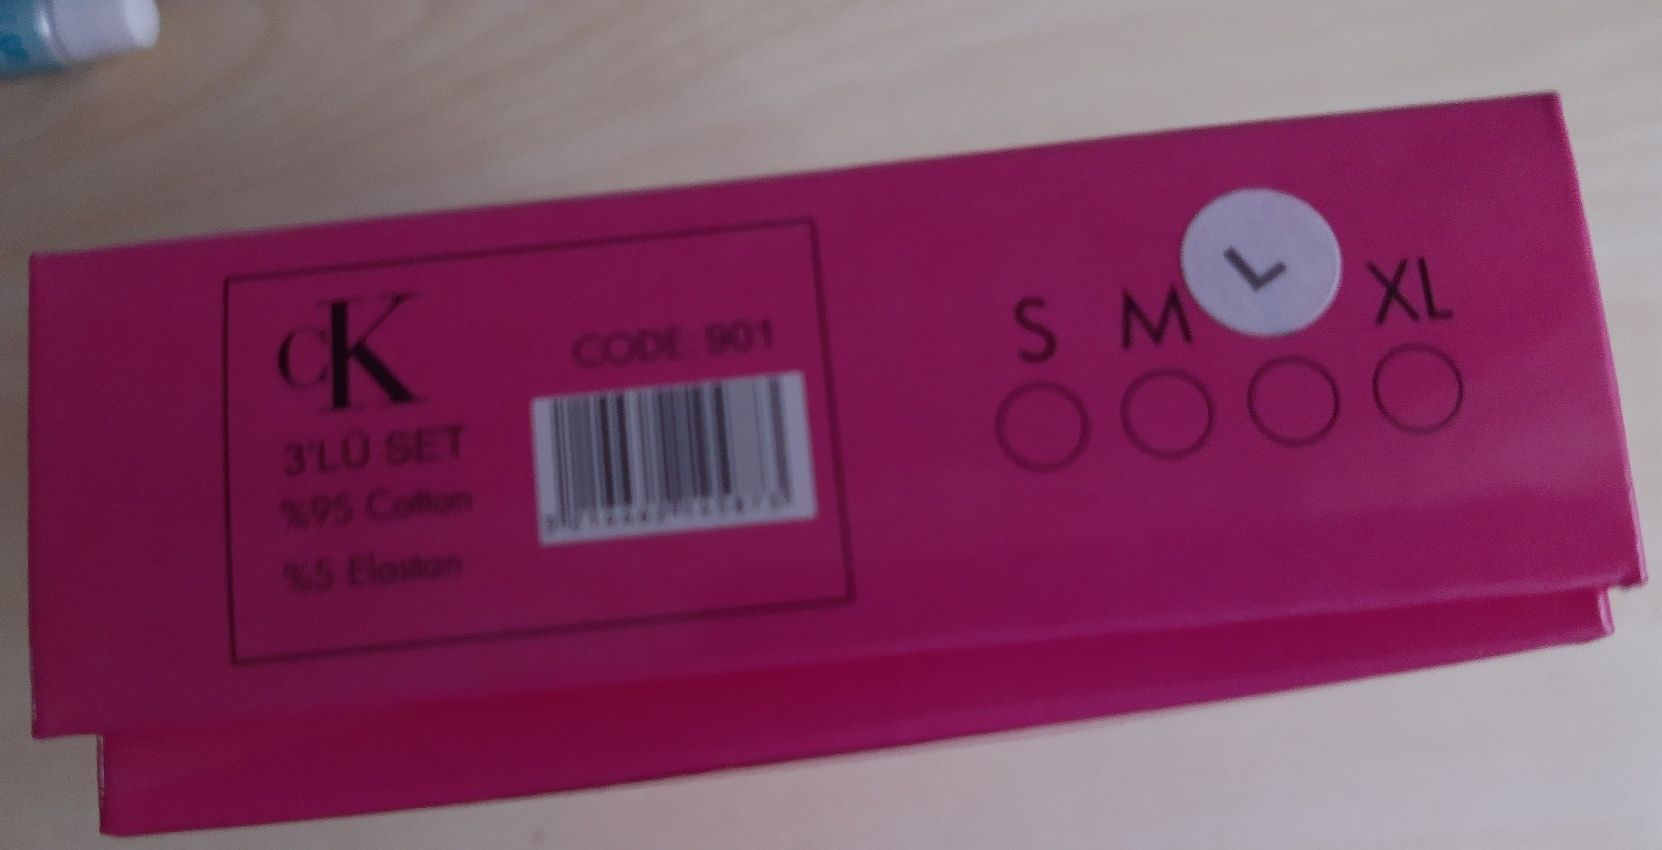 CK
3'LÜ SET
%95 Cotton
%5 Elastan
CODE: 901
S M L XL